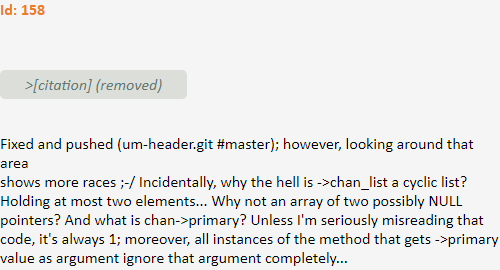 Id: 158
>[citation] (removed)
Fixed and pushed (um-header.git #master); however, looking around that
area
shows more races ;-/ Incidentally, why the hell is ->chan_list a cyclic list?
Holding at most two elements... Why not an array of two possibly NULL
pointers? And what is chan->primary? Unless I'm seriously misreading that
code, it's always 1; moreover, all instances of the method that gets ->primary
value as argument ignore that argument completely...